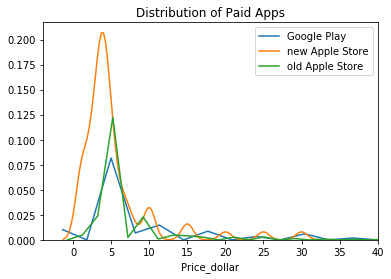 Distribution of Paid Apps
Google Play
new Apple Store
old Apple Store
0.200
0.175
0.150
0.125
0.100
0.075
0.050
0.025
0.000
0 5 10 15 20 25 30 35 40
Price_dollar